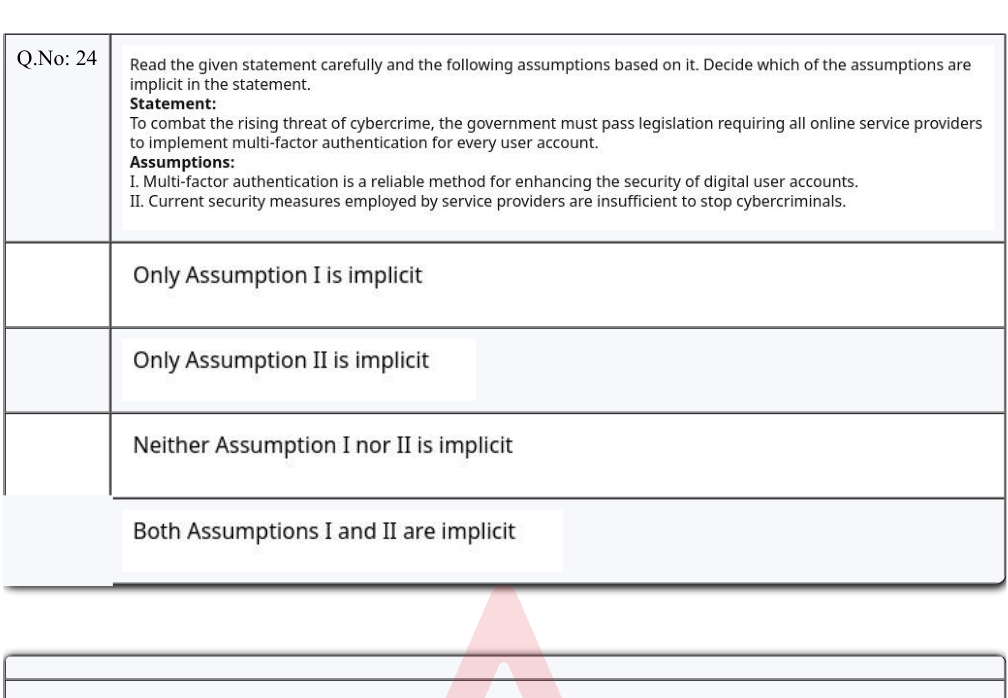 Q.No: 24
Read the given statement carefully and the following assumptions based on it. Decide which of the assumptions are
implicit in the statement.
Statement:
To combat the rising threat of cybercrime, the government must pass legislation requiring all online service providers
to implement multi-factor authentication for every user account.
Assumptions:
I. Multi-factor authentication is a reliable method for enhancing the security of digital user accounts.
II. Current security measures employed by service providers are insufficient to stop cybercriminals.
Only Assumption I is implicit
Only Assumption II is implicit
Neither Assumption I nor II is implicit
Both Assumptions I and II are implicit